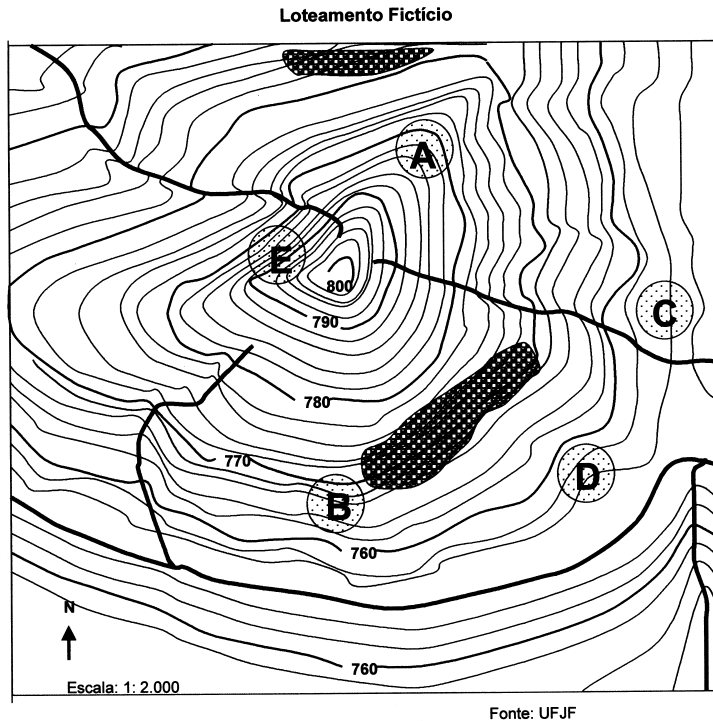 Loteamento Fictício
A
E
800
C
790
780
770
D
B
760
N
760
Escala: 1: 2.000
Fonte: UFJF